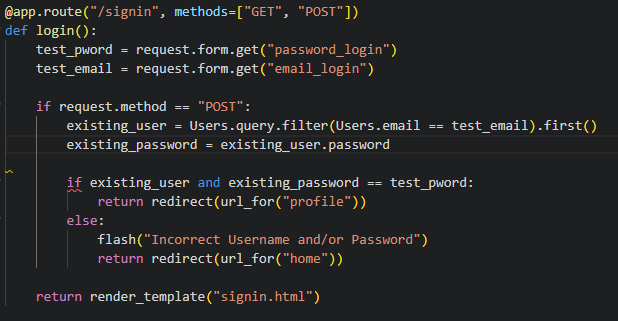 @app.route("/signin", methods=["GET", "POST"])
def login():
    test_pword = request.form.get("password_login")
    test_email = request.form.get("email_login")
    if request.method == "POST":
        existing_user = Users.query.filter(Users.email == test_email).first()
        existing_password = existing_user.password
        if existing_user and existing_password == test_pword:
            return redirect(url_for("profile"))
        else:
            flash("Incorrect Username and/or Password")
            return redirect(url_for("home"))
    return render_template("signin.html")